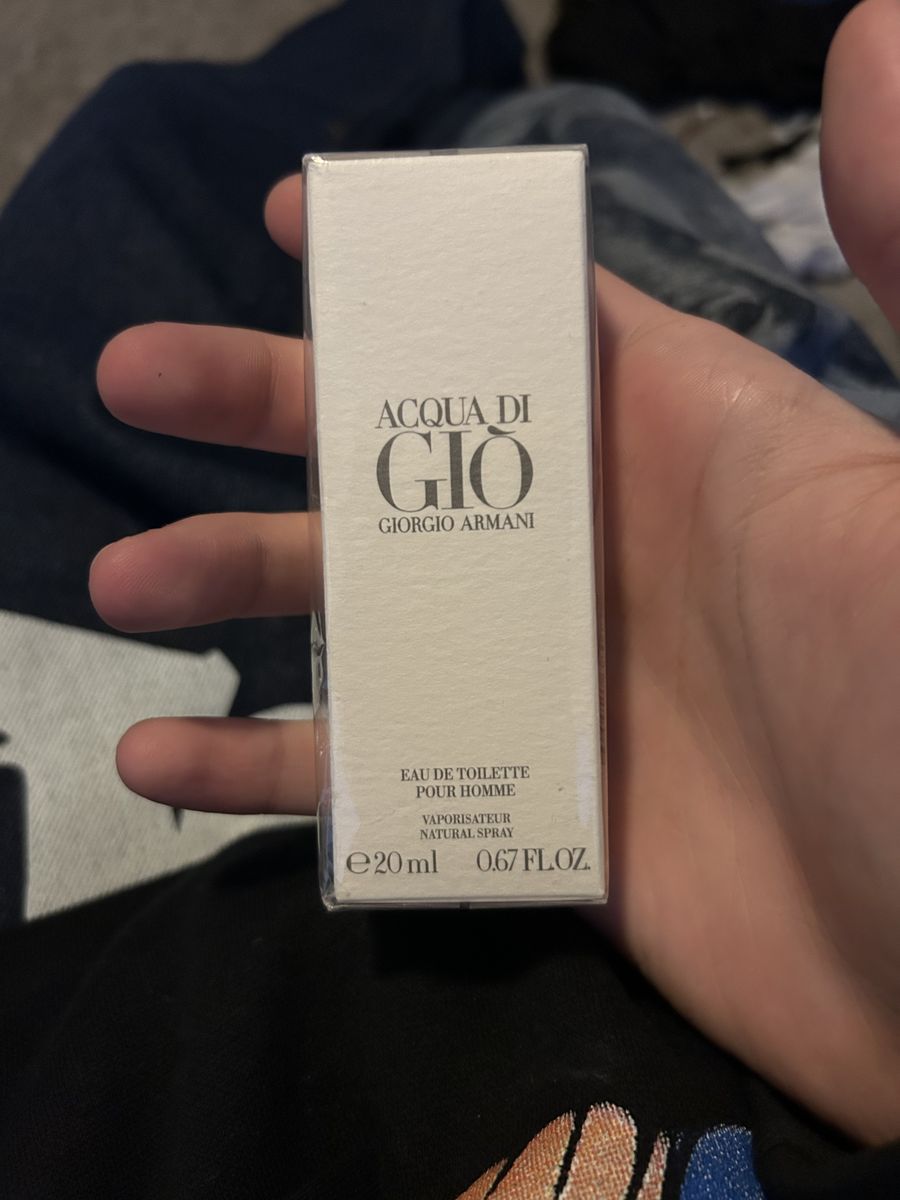 ACQUA DI
GIÒ
GIORGIO ARMANI
EAU DE TOILETTE
POUR HOMME
VAPORISATEUR
NATURAL SPRAY
℮20 ml 0.67 FL.OZ.